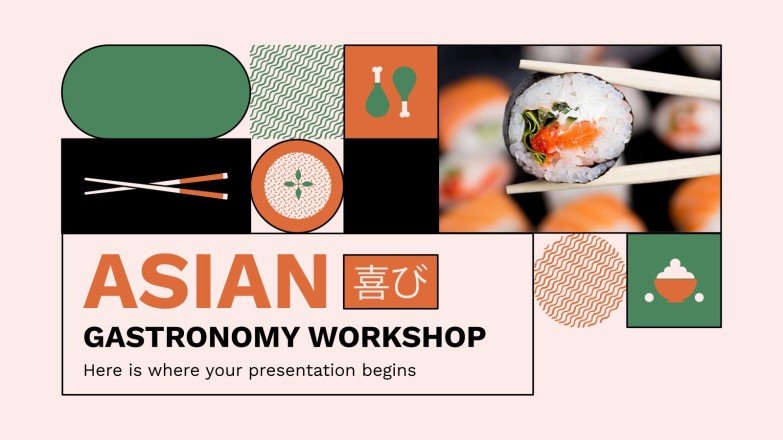 ASIAN 喜び
GASTRONOMY WORKSHOP
Here is where your presentation begins